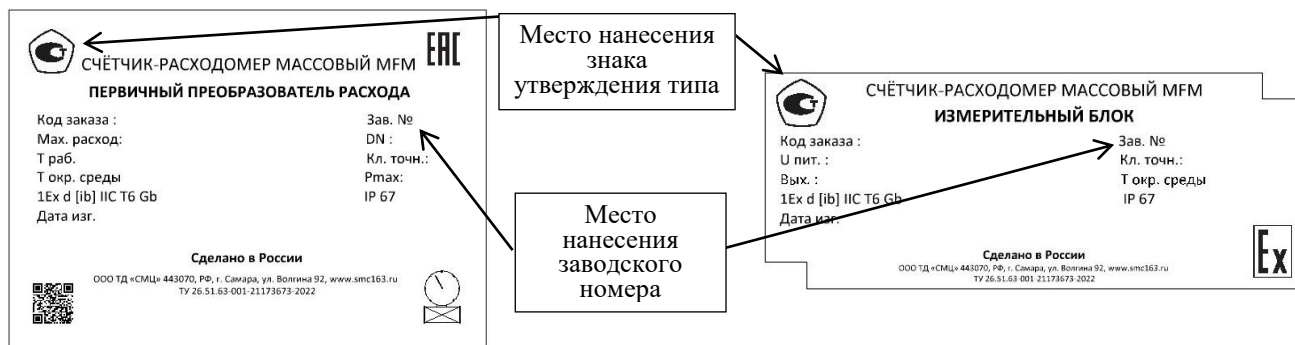 СЧЁТЧИК-РАСХОДОМЕР МАССОВЫЙ MFM
ЕАС
ПЕРВИЧНЫЙ ПРЕОБРАЗОВАТЕЛЬ РАСХОДА
Код заказа :
Зав. №
Мах. расход:
DN :
Т раб.
Кл. точн.:
Т окр. среды
Pmax:
1Ex d [ib] IIC T6 Gb
IP 67
Дата изг.
Сделано в России
ООО ТД «СМЦ» 443070, РФ, г. Самара, ул. Волгина 92, www.smc163.ru
ТУ 26.51.63-001-21173673-2022
Место нанесения
знака
утверждения типа
Место
нанесения
заводского
номера
СЧЁТЧИК-РАСХОДОМЕР МАССОВЫЙ MFM
ИЗМЕРИТЕЛЬНЫЙ БЛОК
Код заказа :
Зав. №
U пит. :
Кл. точн.:
Вых. :
Т окр. среды
1Ex d [ib] IIC T6 Gb
IP 67
Дата изг.
Сделано в России
ООО ТД «СМЦ» 443070, РФ, г. Самара, ул. Волгина 92, www.smc163.ru
ТУ 26.51.63-001-21173673-2022
Ex